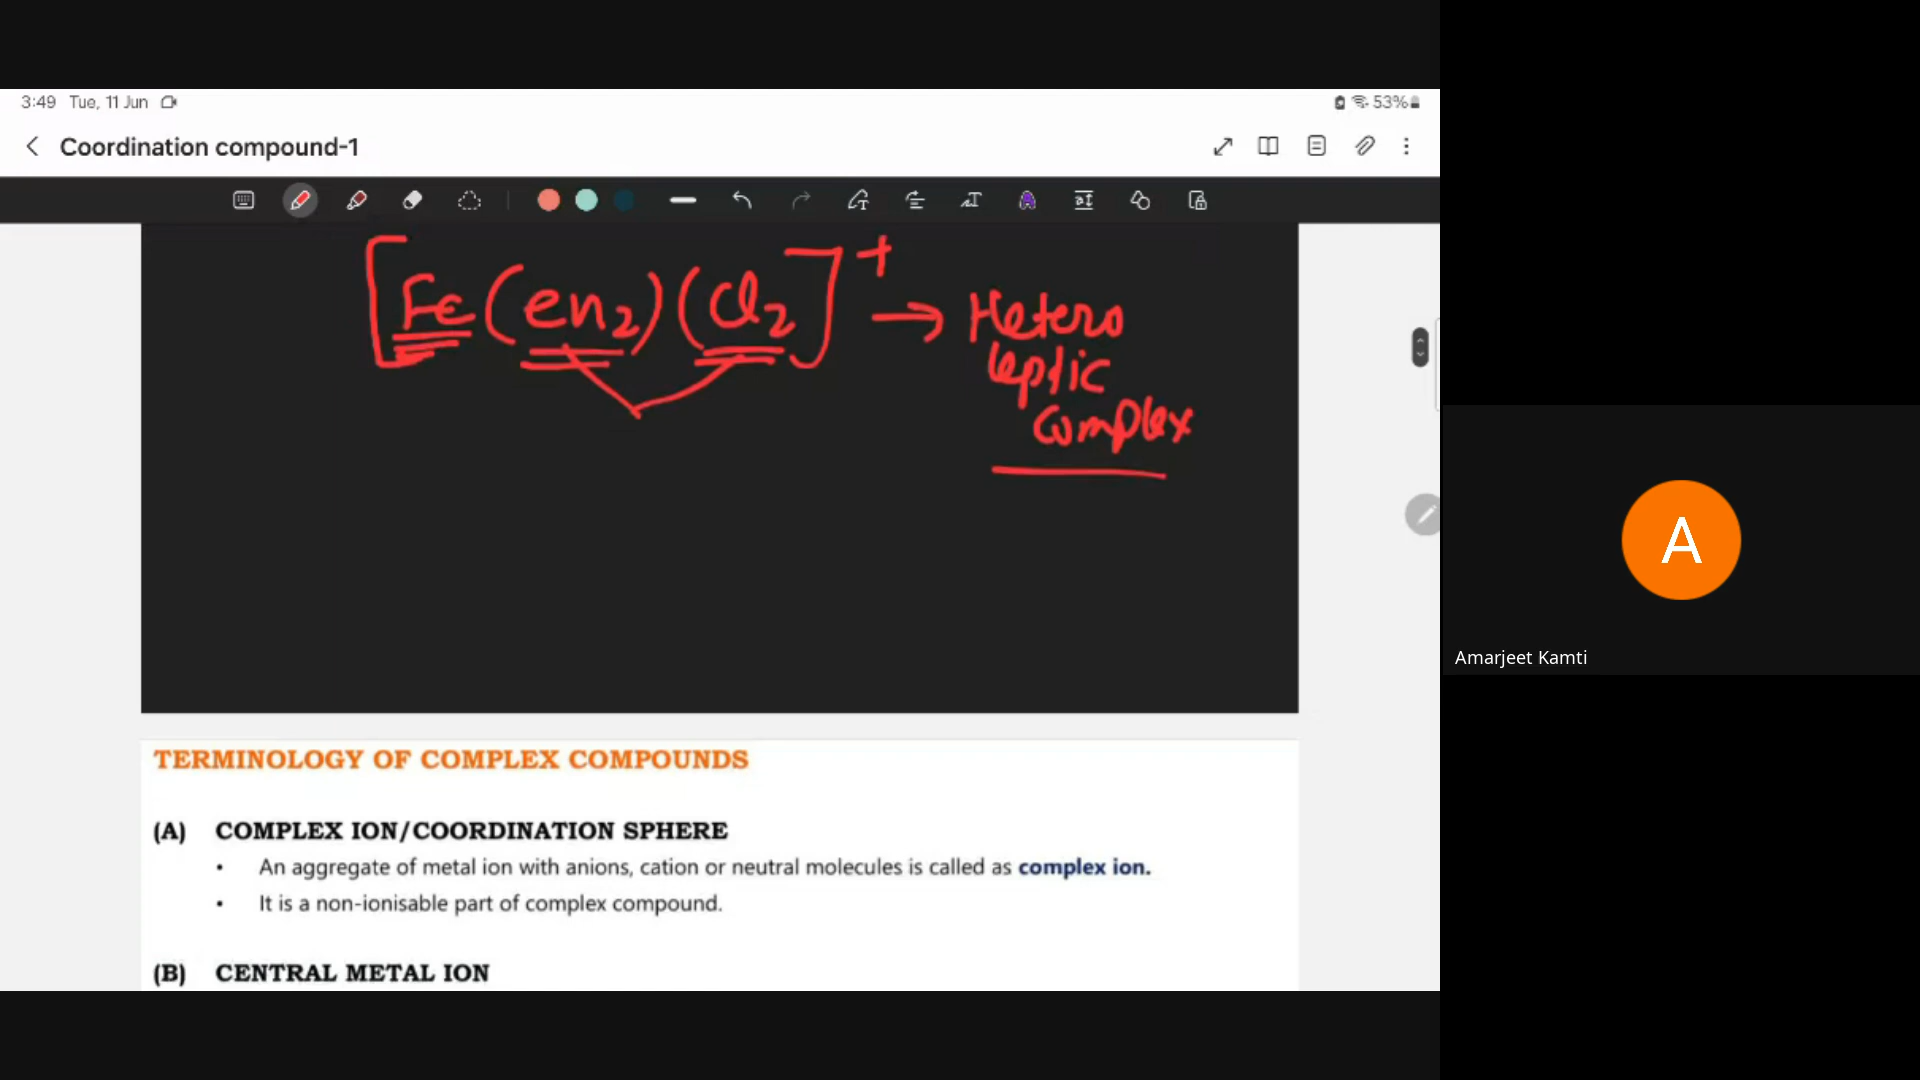 3:49 Tue, 11 Jun
53%
Coordination compound-1
[Fe(en2)(Cl2]+ → Hetero
leptic
complex
TERMINOLOGY OF COMPLEX COMPOUNDS
(A) COMPLEX ION/COORDINATION SPHERE
• An aggregate of metal ion with anions, cation or neutral molecules is called as complex ion.
• It is a non-ionisable part of complex compound.
(B) CENTRAL METAL ION
A
Amarjeet Kamti